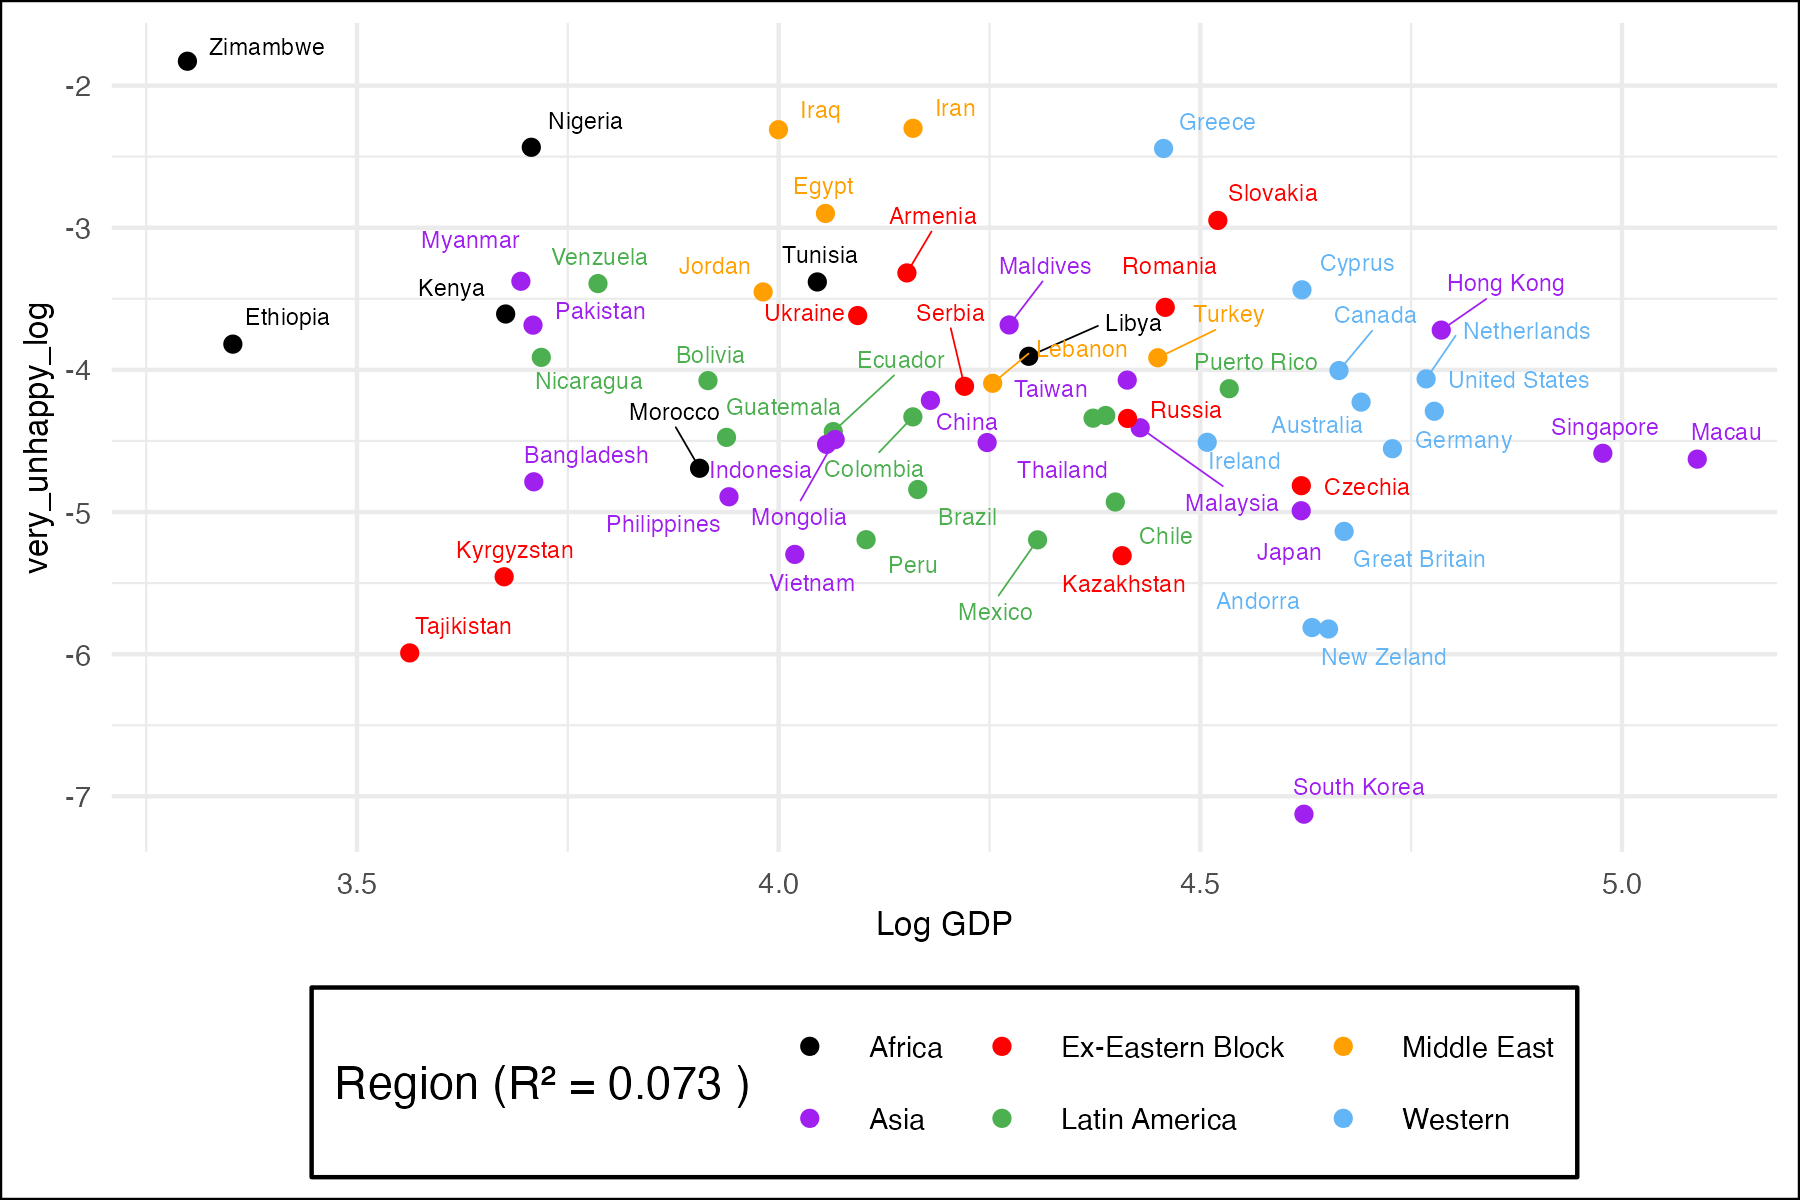 Zimambwe
-2
Nigeria
Iraq
Iran
Greece
Egypt
Slovakia
Armenia
-3
Myanmar
Venzuela
Tunisia
Jordan
Maldives
Romania
Cyprus
Kenya
Hong Kong
Ethiopia
Pakistan
Ukraine
Serbia
Libya
Turkey
Canada
Netherlands
-4
Bolivia
Ecuador
Lebanon
Puerto Rico
Nicaragua
Taiwan
United States
Morocco
Guatemala
China
Russia
Australia
Singapore
Macau
Germany
Bangladesh
Indonesia
Colombia
Thailand
Ireland
Czechia
-5
Philippines
Mongolia
Brazil
Malaysia
Kyrgyzstan
Vietnam
Peru
Chile
Japan
Great Britain
Mexico
Kazakhstan
Andorra
Tajikistan
-6
New Zeland
-7
South Korea
very_unhappy_log
3.5 4.0 4.5 5.0
Log GDP
Region (R² = 0.073 )
Africa Ex-Eastern Block Middle East
Asia Latin America Western